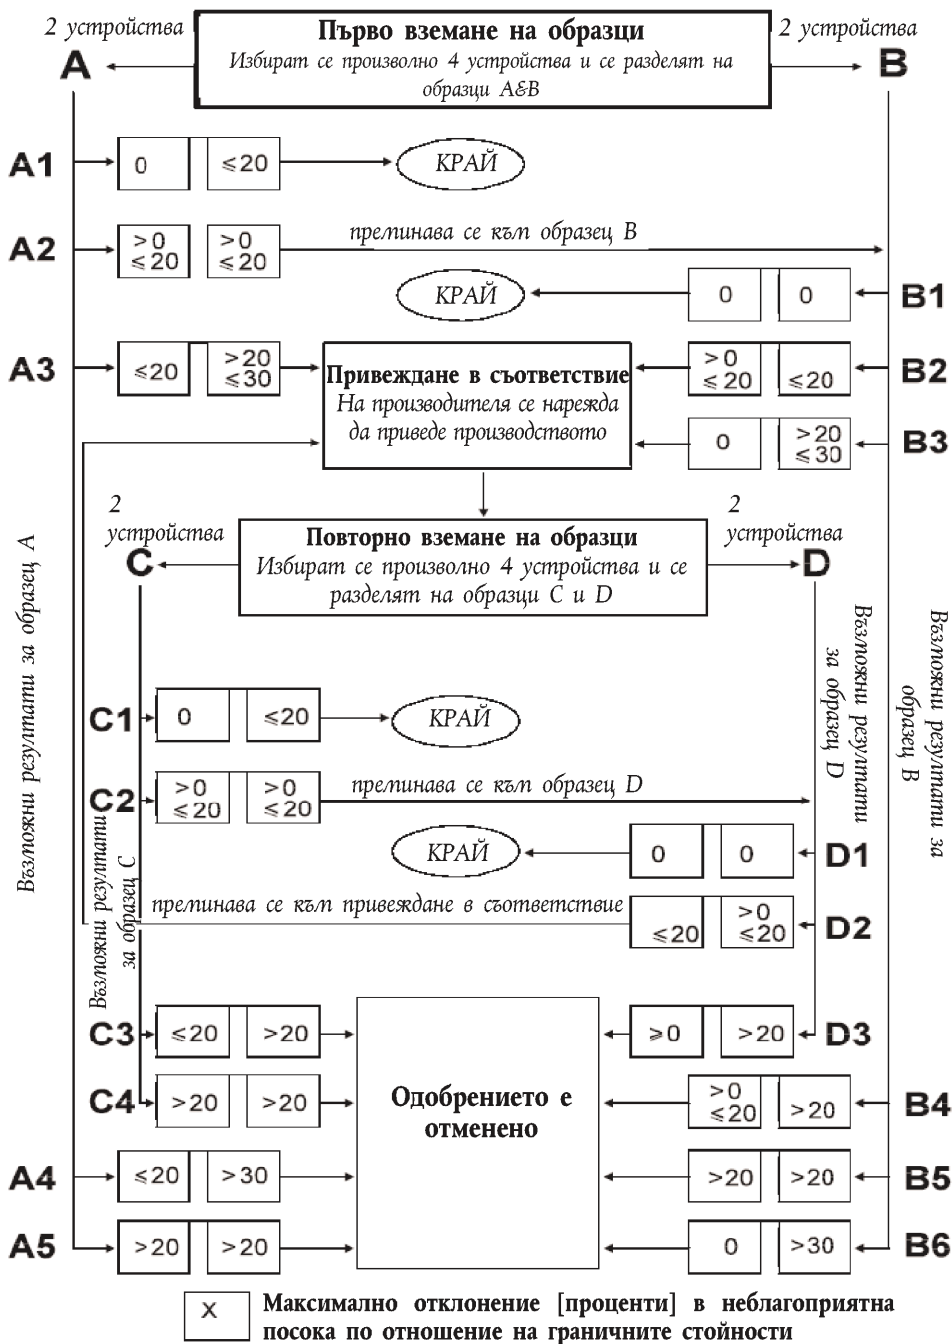 2 устройства
Първо вземане на образци
2 устройства
A
Избират се произволно 4 устройства и се разделят на
образци A&B
B
A1
0
≤20
КРАЙ
A2
>0
≤20
>0
≤20
преминава се към образец B
КРАЙ
0
0
B1
A3
≤20
>20
≤30
Привеждане в съответствие
На производителя се нарежда
да приведе производството
>0
≤20
≤20
B2
0
>20
≤30
B3
2
устройства
C
Повторно вземане на образци
Избират се произволно 4 устройства и се
разделят на образци C и D
2
устройства
D
Възможни резултати за образец A
Възможни резултати
за образец D
Възможни резултати за
образец B
C1
0
≤20
КРАЙ
C2
>0
≤20
>0
≤20
преминава се към образец D
Възможни резултати
за образец C
КРАЙ
0
0
D1
преминава се към привеждане в съответствие
≤20
>0
≤20
D2
C3
≤20
>20
Одобрението е
отменено
≥0
>20
D3
C4
>20
>20
>0
≤20
>20
B4
A4
≤20
>30
>20
>20
B5
A5
>20
>20
0
>30
B6
X
Максимално отклонение [проценти] в неблагоприятна
посока по отношение на граничните стойности